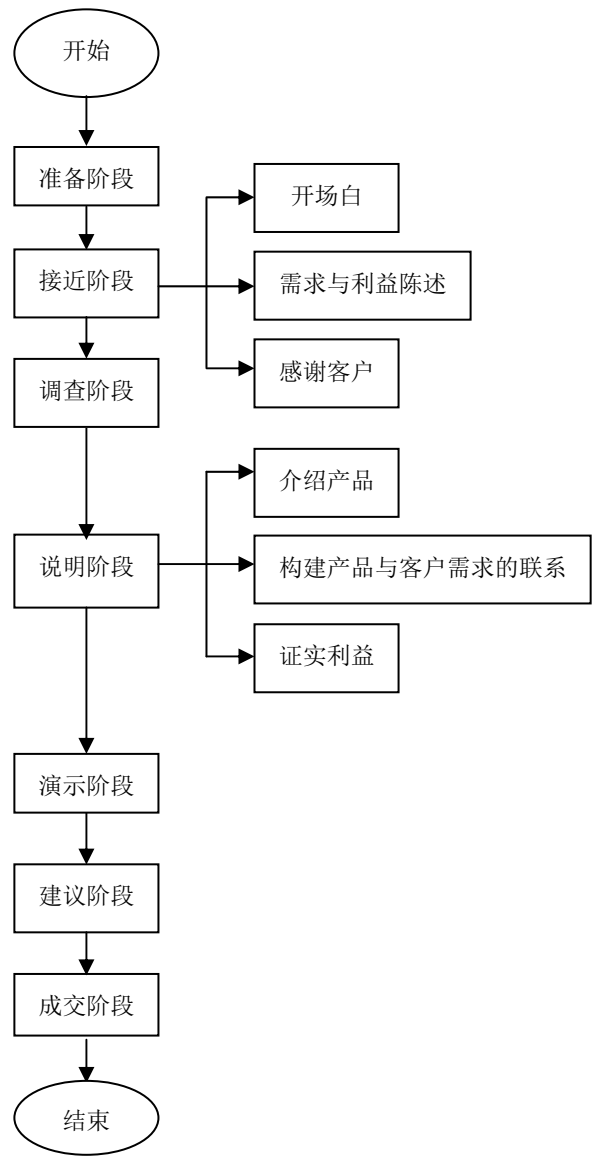 开始
准备阶段
开场白
接近阶段
需求与利益陈述
感谢客户
调查阶段
介绍产品
说明阶段
构建产品与客户需求的联系
证实利益
演示阶段
建议阶段
成交阶段
结束